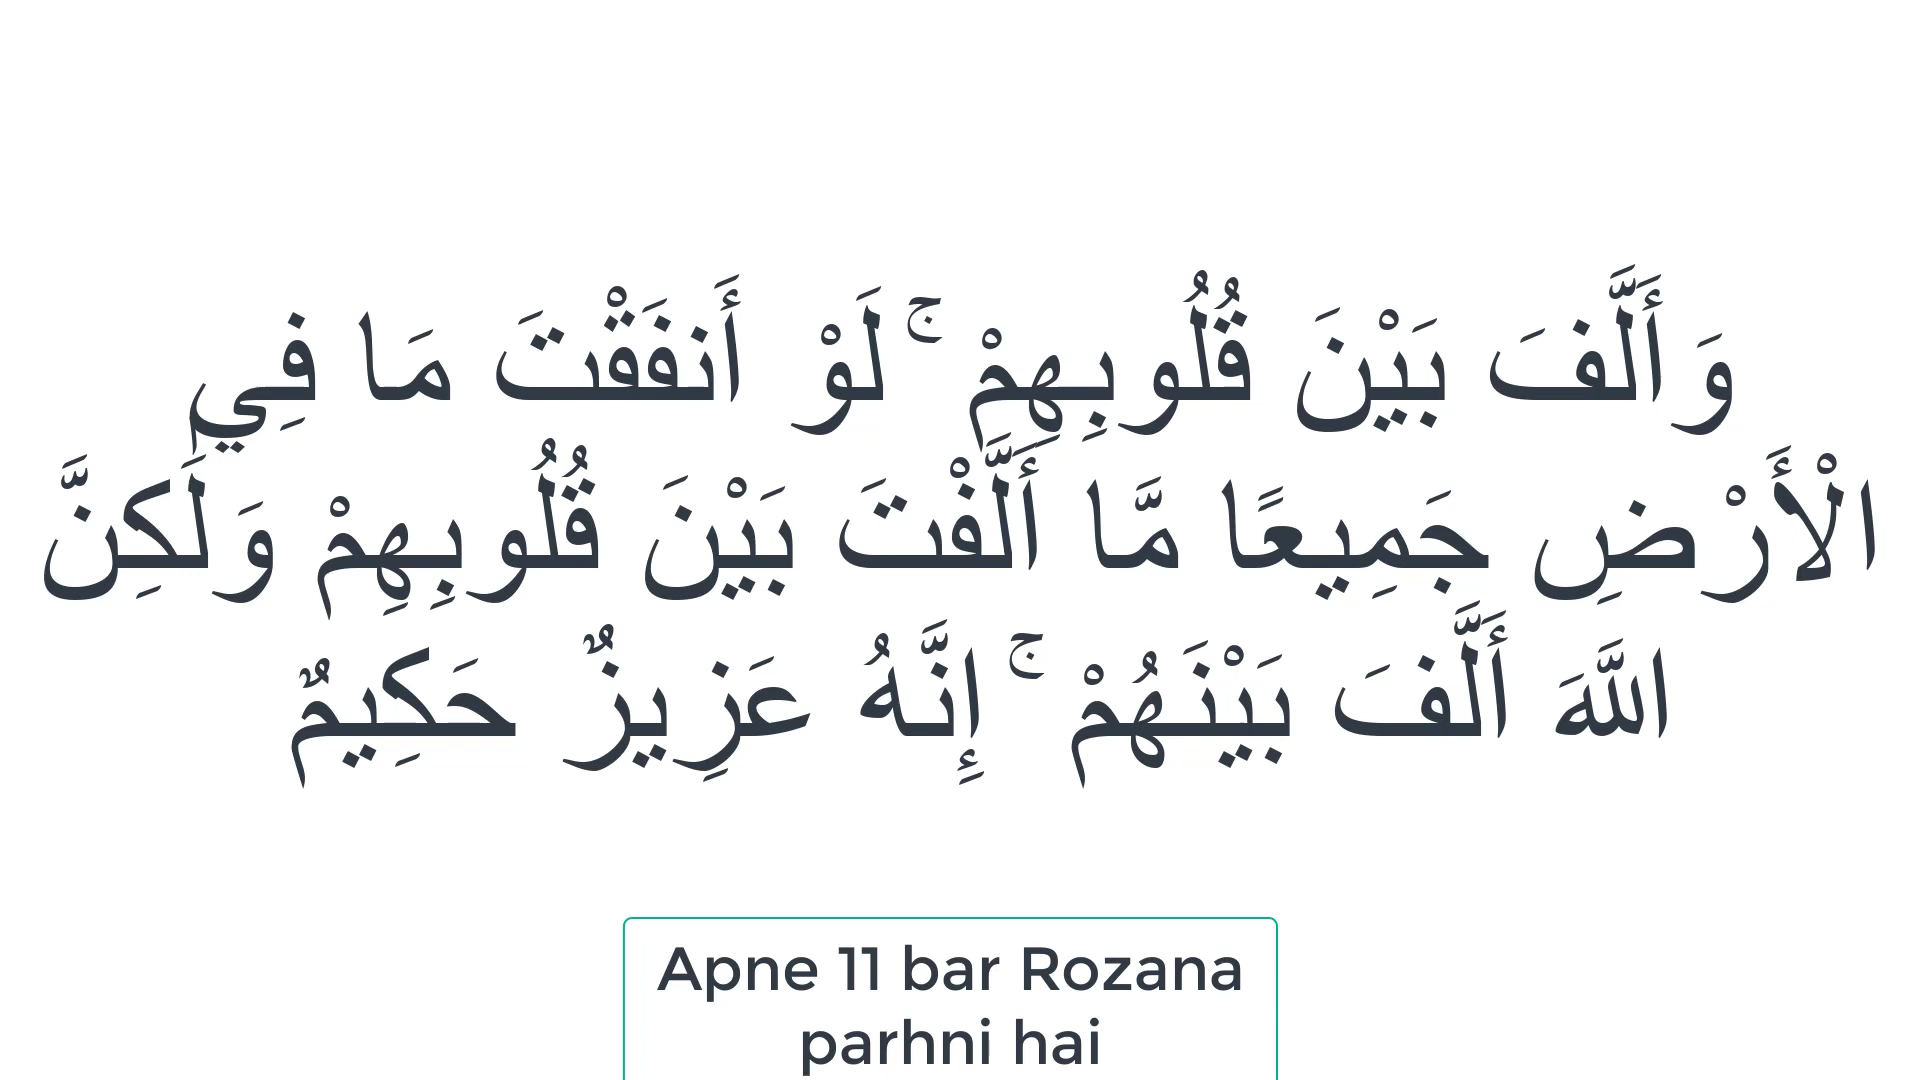 وَأَلَّفَ بَيْنَ قُلُوبِهِمْ ۚ لَوْ أَنفَقْتَ مَا فِي
الْأَرْضِ جَمِيعًا مَّا أَلَّفْتَ بَيْنَ قُلُوبِهِمْ وَلَٰكِنَّ
اللَّهَ أَلَّفَ بَيْنَهُمْ ۚ إِنَّهُ عَزِيزٌ حَكِيمٌ
Apne 11 bar Rozana
parhni hai